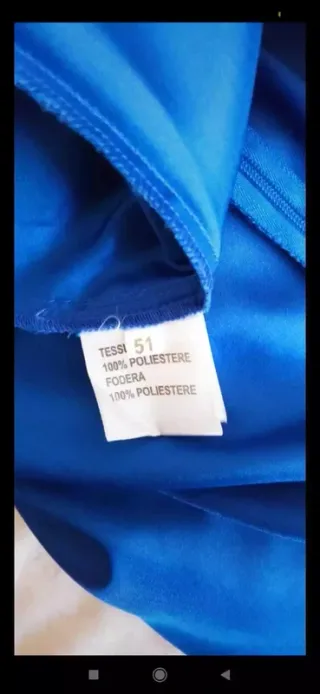 TESSI 51
100% POLIESTERE
FODERA
100% POLIESTERE